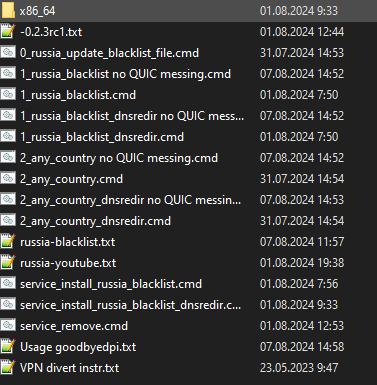 x86_64 01.08.2024 9:33
-0.2.3rc1.txt 01.08.2024 12:44
0_russia_update_blacklist_file.cmd 31.07.2024 14:53
1_russia_blacklist no QUIC messing.cmd 07.08.2024 14:52
1_russia_blacklist.cmd 01.08.2024 7:50
1_russia_blacklist_dnsredir no QUIC mess... 07.08.2024 14:52
1_russia_blacklist_dnsredir.cmd 01.08.2024 7:50
2_any_country no QUIC messing.cmd 07.08.2024 14:52
2_any_country.cmd 31.07.2024 14:54
2_any_country_dnsredir no QUIC messin... 07.08.2024 14:53
2_any_country_dnsredir.cmd 31.07.2024 14:54
russia-blacklist.txt 07.08.2024 11:57
russia-youtube.txt 01.08.2024 19:38
service_install_russia_blacklist.cmd 01.08.2024 7:56
service_install_russia_blacklist_dnsredir.c... 01.08.2024 9:33
service_remove.cmd 01.08.2024 12:53
Usage goodbyedpi.txt 07.08.2024 14:58
VPN divert instr.txt 23.05.2023 9:47